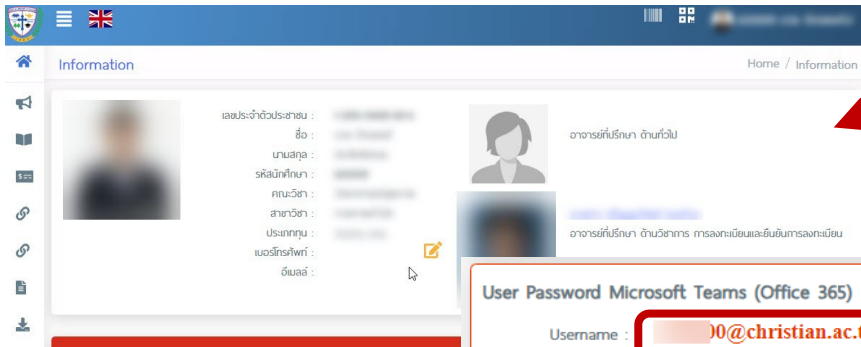 Information
Home / Information
เลขประจำตัวประชาชน :
ชื่อ :
นามสกุล :
รหัสนักศึกษา :
คณะวิชา :
สาขาวิชา :
ประเภททุน :
เบอร์โทรศัพท์ :
อีเมลล์ :
อาจารย์ที่ปรึกษา ด้านทั่วไป
อาจารย์ที่ปรึกษา ด้านวิชาการ การลงทะเบียนและยืนยันการลงทะเบียน
User Password Microsoft Teams (Office 365)
Username : 00@christian.ac.t